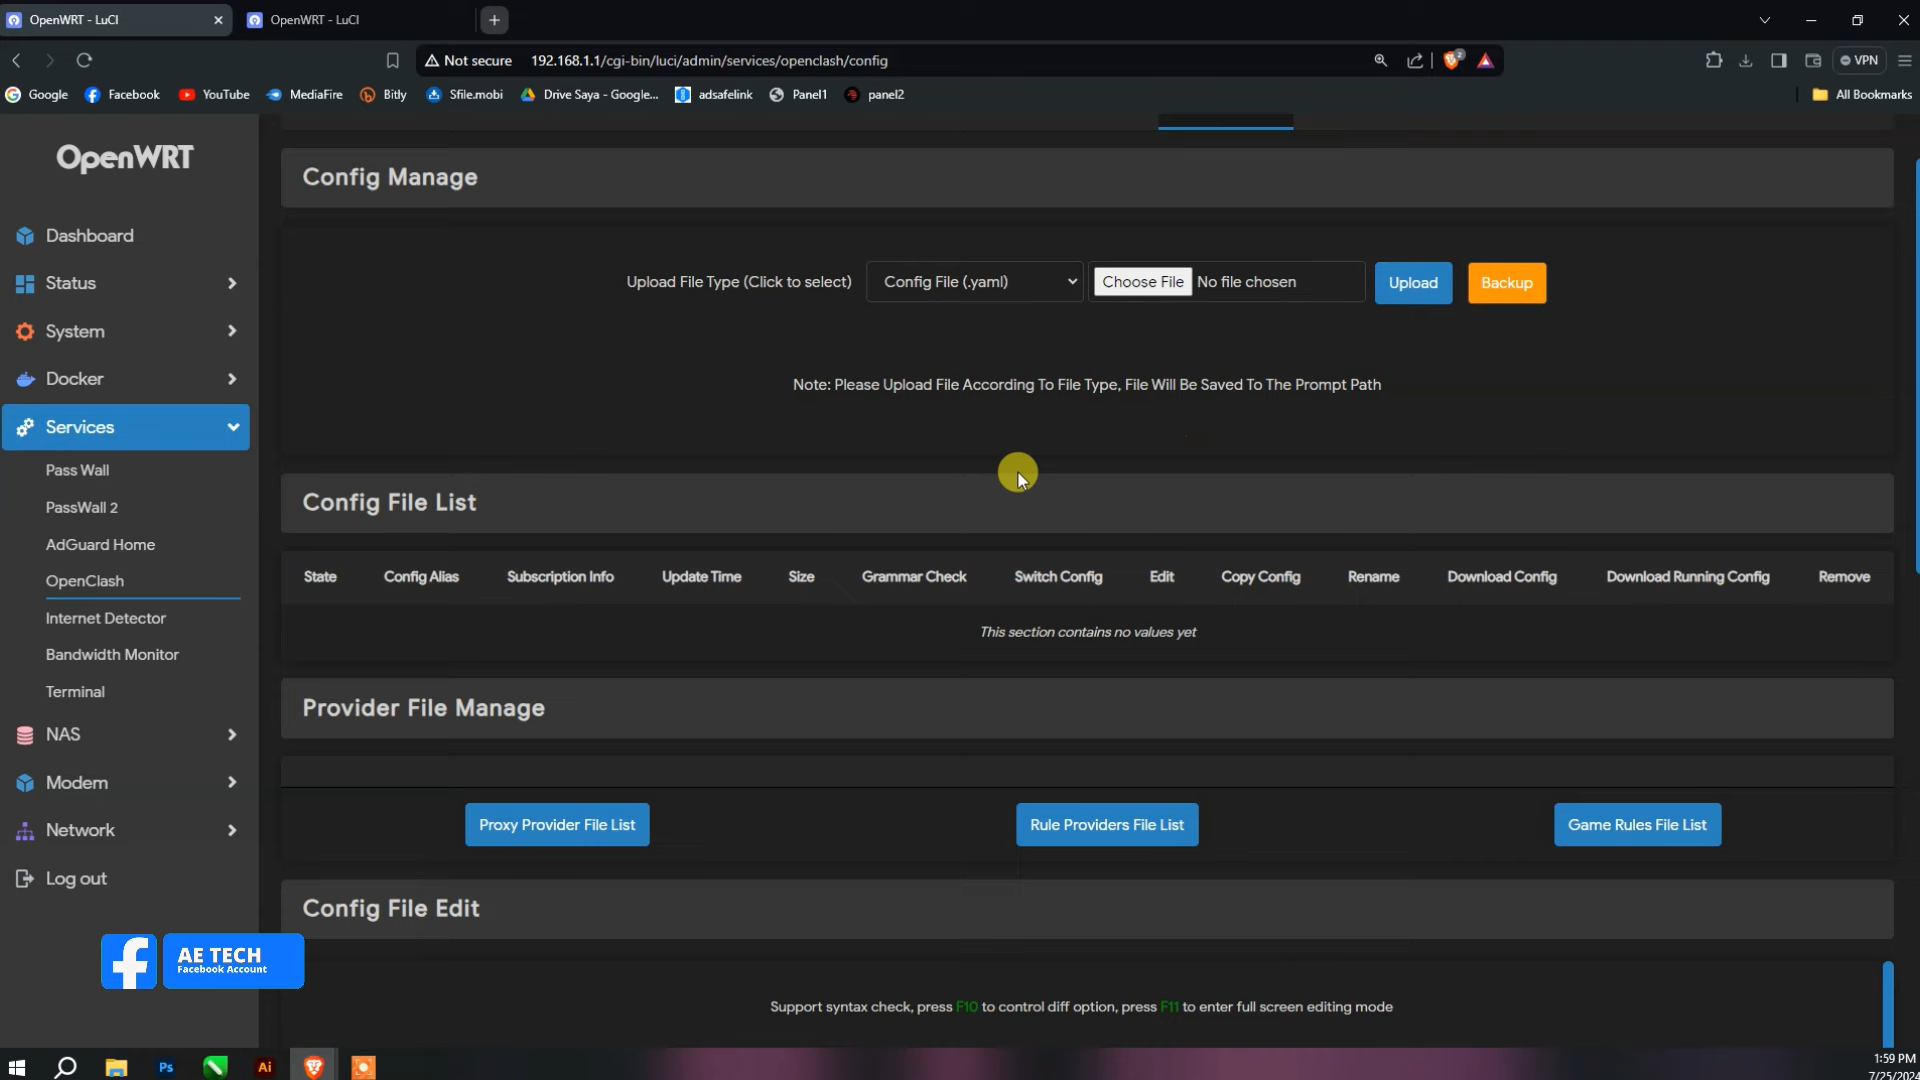 OpenWRT - LuCI
OpenWRT - LuCI
Not secure 192.168.1.1/cgi-bin/luci/admin/services/openclash/config
2
VPN
Google
Facebook
YouTube
MediaFire
Bitly
Sfile.mobi
Drive Saya - Google...
adsafelink
Panel1
panel2
All Bookmarks
OpenWRT
Dashboard
Status
System
Docker
Services
Pass Wall
PassWall 2
AdGuard Home
OpenClash
Internet Detector
Bandwidth Monitor
Terminal
NAS
Modem
Network
Log out
Config Manage
Upload File Type (Click to select) Config File (.yaml) Choose File No file chosen Upload Backup
Note: Please Upload File According To File Type, File Will Be Saved To The Prompt Path
Config File List
State Config Alias Subscription Info Update Time Size Grammar Check Switch Config Edit Copy Config Rename Download Config Download Running Config Remove
This section contains no values yet
Provider File Manage
Proxy Provider File List Rule Providers File List Game Rules File List
Config File Edit
Support syntax check, press F10 to control diff option, press F11 to enter full screen editing mode
AE TECH
Facebook Account
Ps
Ai
1:59 PM
7/25/2024